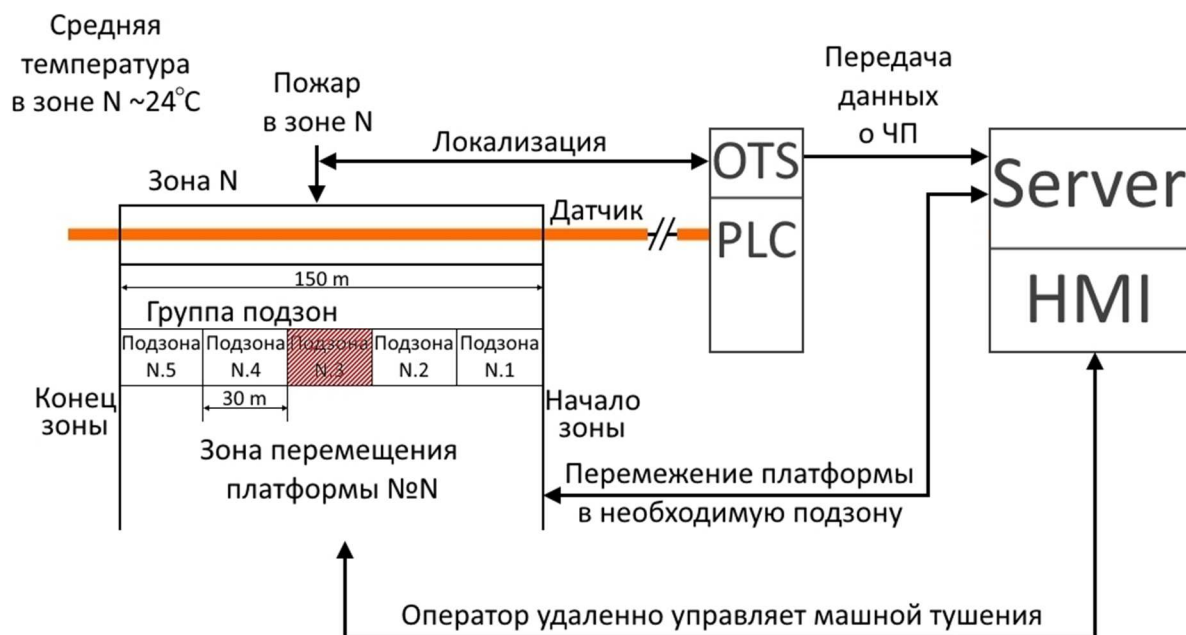 Средняя
температура
в зоне N ~24°C
Пожар
в зоне N
Передача
данных
о ЧП
Локализация
OTS
Server
Зона N
Датчик
PLC
150 m
HMI
Группа подзон
Подзона
N.5
Подзона
N.4
Подзона
N.3
Подзона
N.2
Подзона
N.1
Конец
зоны
30 m
Начало
зоны
Зона перемещения
платформы №N
Перемежение платформы
в необходимую подзону
Оператор удаленно управляет машной тушения